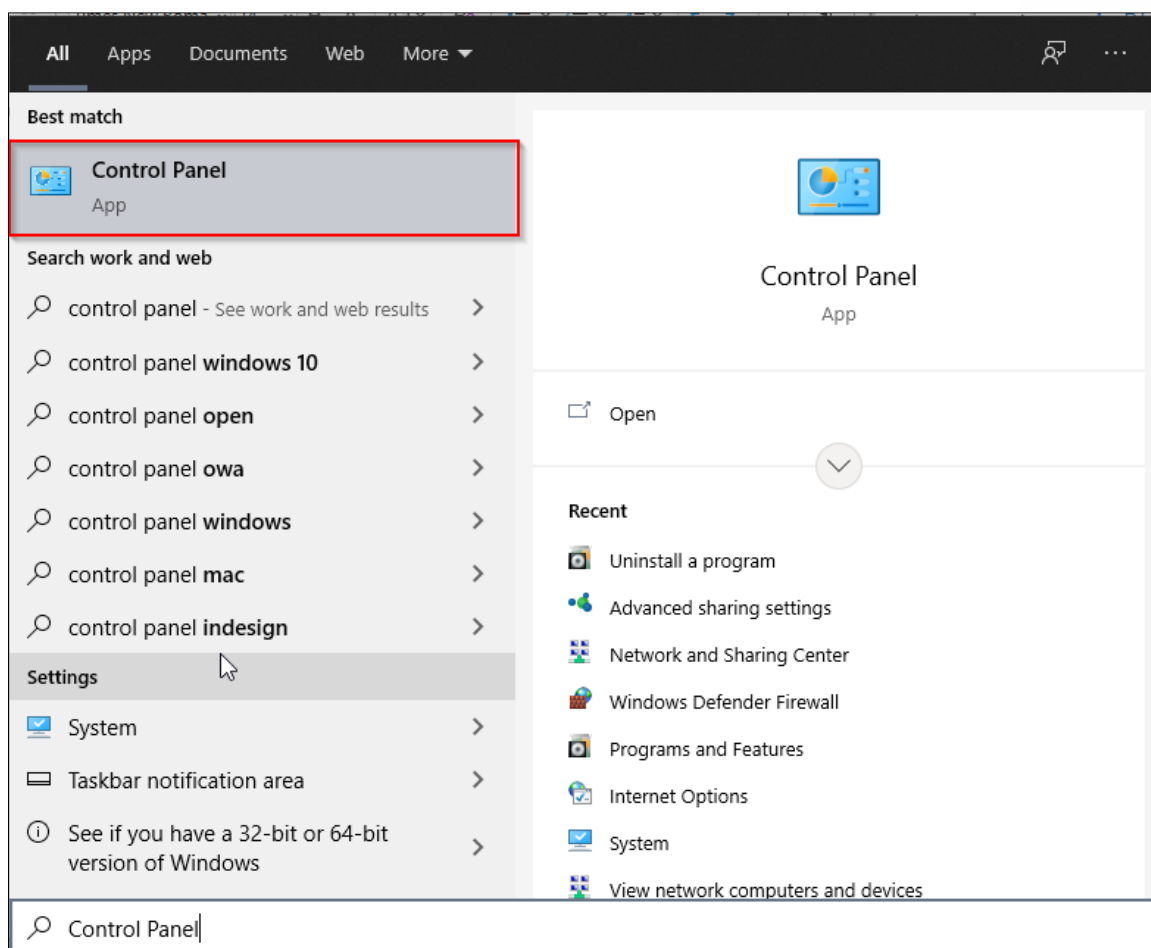 All Apps Documents Web More
Best match
Control Panel
App
Search work and web
control panel - See work and web results
control panel windows 10
control panel open
control panel owa
control panel windows
control panel mac
control panel indesign
Settings
System
Taskbar notification area
See if you have a 32-bit or 64-bit
version of Windows
Control Panel
App
Open
Recent
Uninstall a program
Advanced sharing settings
Network and Sharing Center
Windows Defender Firewall
Programs and Features
Internet Options
System
View network computers and devices
Control Panel